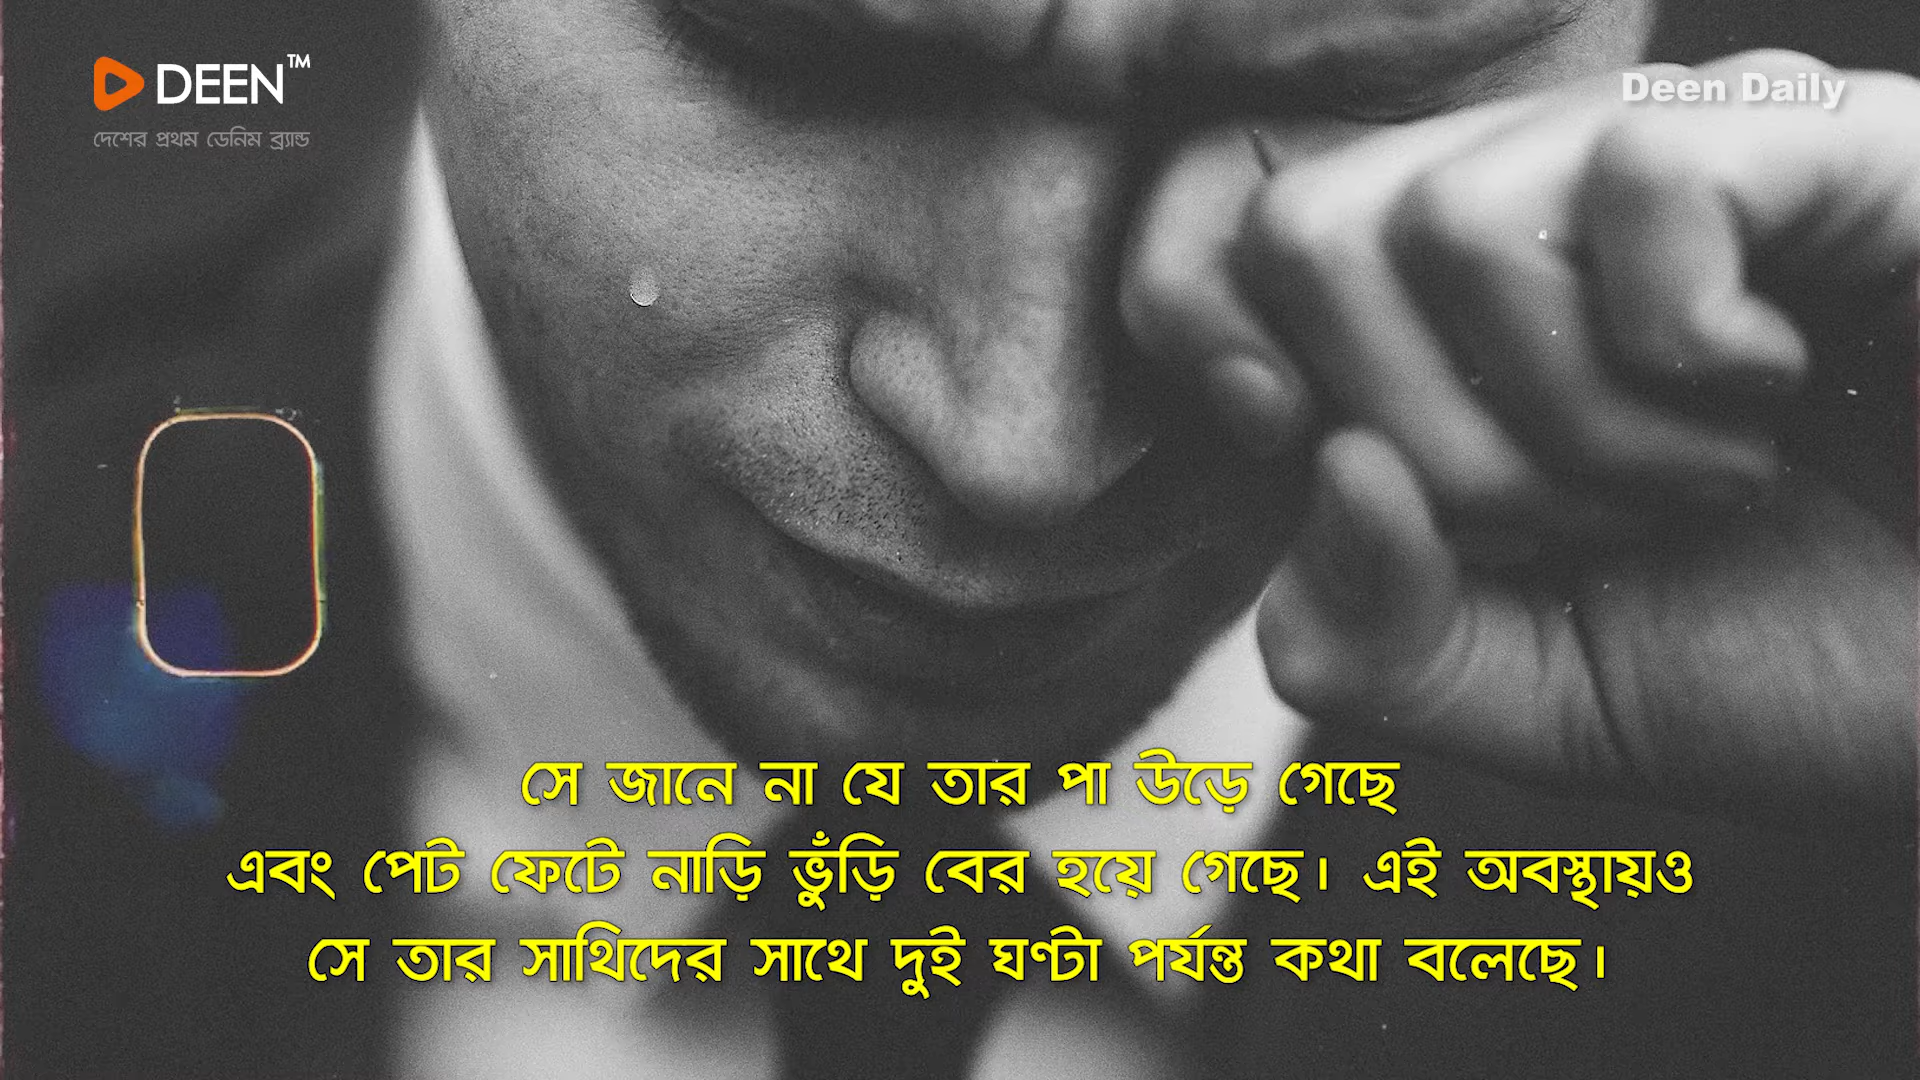 DEEN™
দেশের প্রথম ডেনিম ব্র্যান্ড
Deen Daily
সে জানে না যে তার পা উড়ে গেছে
এবং পেট ফেটে নাড়ি ভুঁড়ি বের হয়ে গেছে। এই অবস্থায়ও
সে তার সাথিদের সাথে দুই ঘণ্টা পর্যন্ত কথা বলেছে।